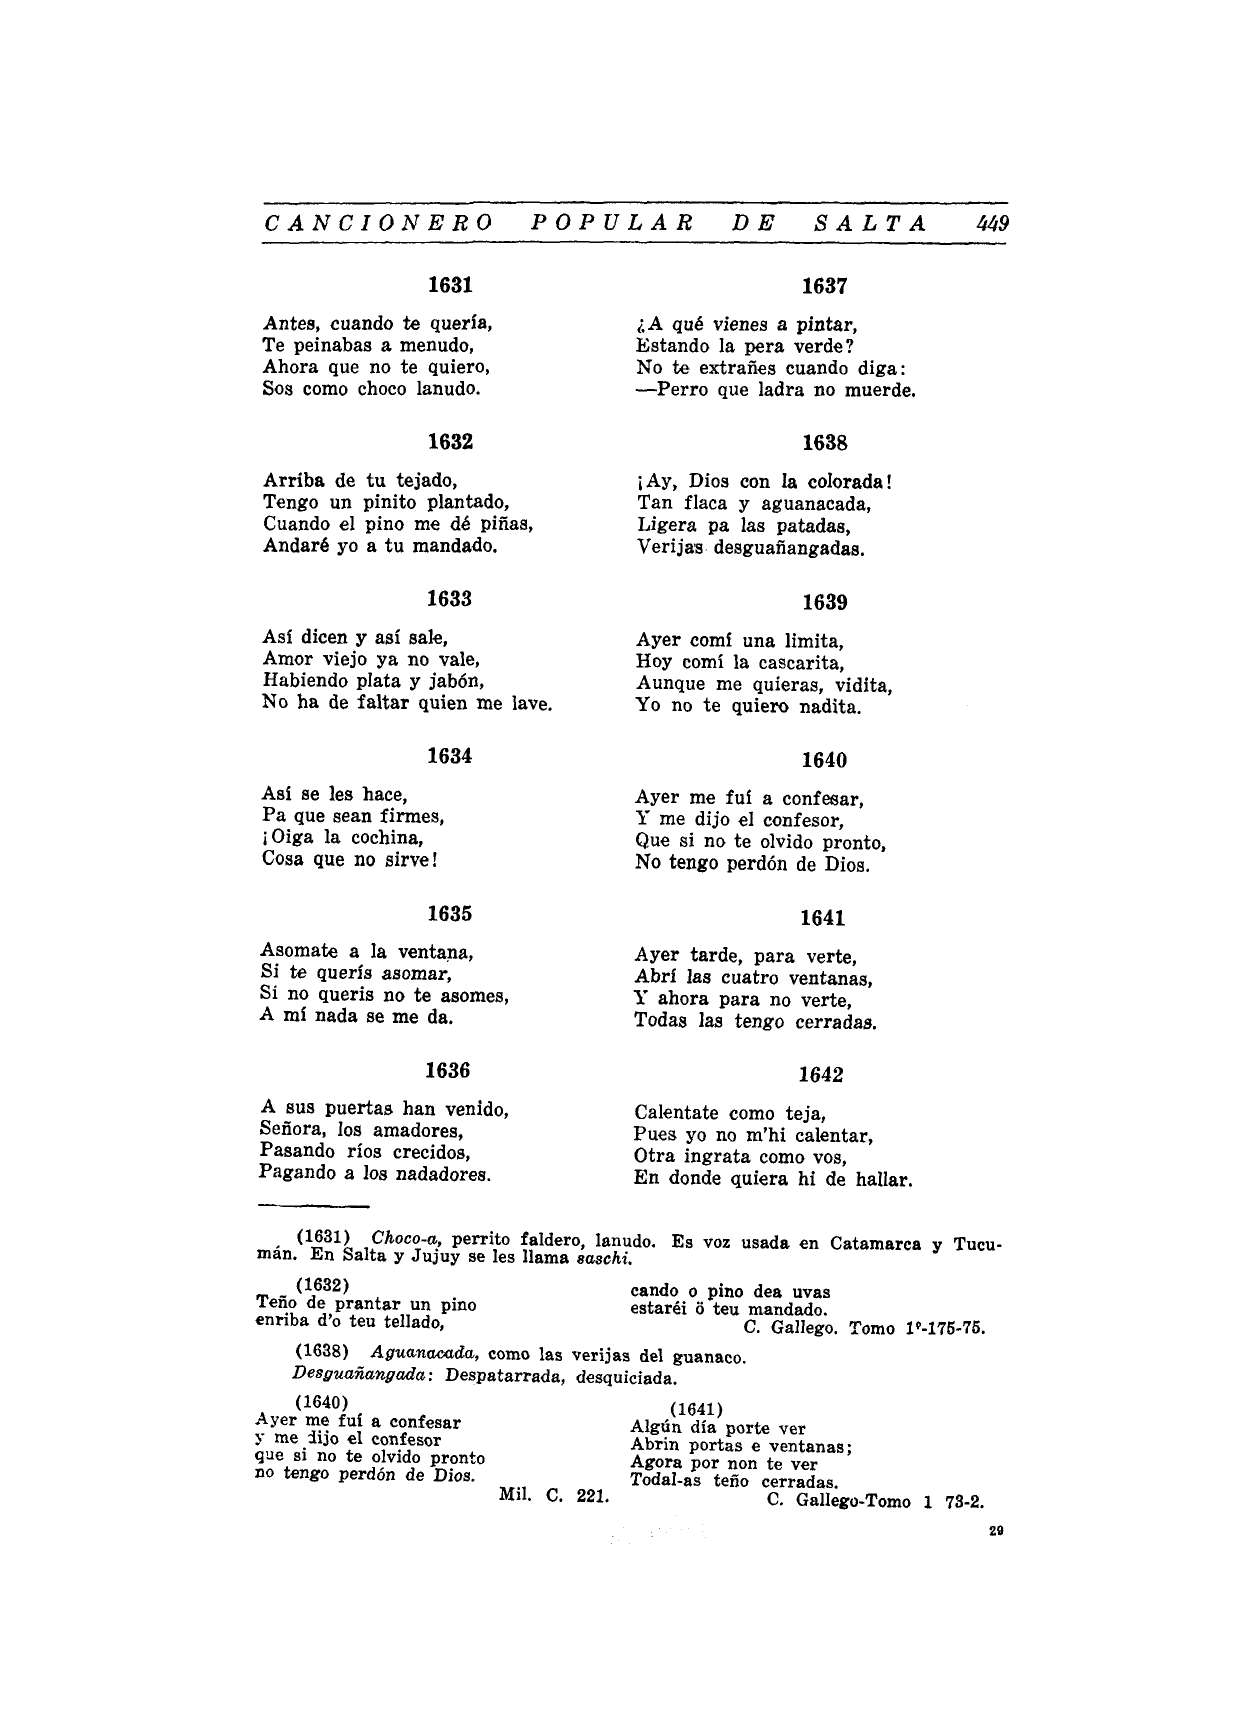 CANCIONERO POPULAR DE SALTA 449
1631
Antes, cuando te quería,
Te peinabas a menudo,
Ahora que no te quiero,
Sos como choco lanudo.
1632
Arriba de tu tejado,
Tengo un pinito plantado,
Cuando el pino me dé piñas,
Andaré yo a tu mandado.
1633
Así dicen y así sale,
Amor viejo ya no vale,
Habiendo plata y jabón,
No ha de faltar quien me lave.
1634
Así se les hace,
Pa que sean firmes,
¡Oiga la cochina,
Cosa que no sirve!
1635
Asomate a la ventana,
Si te querís asomar,
Si no queris no te asomes,
A mí nada se me da.
1636
A sus puertas han venido,
Señora, los amadores,
Pasando ríos crecidos,
Pagando a los nadadores.
1637
¿A qué vienes a pintar,
Estando la pera verde?
No te extrañes cuando diga:
—Perro que ladra no muerde.
1638
¡Ay, Dios con la colorada!
Tan flaca y aguanacada,
Ligera pa las patadas,
Verijas desguañangadas.
1639
Ayer comí una limita,
Hoy comí la cascarita,
Aunque me quieras, vidita,
Yo no te quiero nadita.
1640
Ayer me fuí a confesar,
Y me dijo el confesor,
Que si no te olvido pronto,
No tengo perdón de Dios.
1641
Ayer tarde, para verte,
Abrí las cuatro ventanas,
Y ahora para no verte,
Todas las tengo cerradas.
1642
Calentate como teja,
Pues yo no m'hi calentar,
Otra ingrata como vos,
En donde quiera hi de hallar.
(1631) Choco-a, perrito faldero, lanudo. Es voz usada en Catamarca y Tucu-
mán. En Salta y Jujuy se les llama saschi.
(1632)
Teño de prantar un pino
enriba d'o teu tellado,
cando o pino dea uvas
estaréi ö teu mandado.
C. Gallego. Tomo 1º-175-75.
(1638) Aguanacada, como las verijas del guanaco.
Desguañangada: Despatarrada, desquiciada.
(1640)
Ayer me fuí a confesar
y me dijo el confesor
que si no te olvido pronto
no tengo perdón de Dios.
Mil. C. 221.
(1641)
Algún día porte ver
Abrin portas e ventanas;
Agora por non te ver
Todal-as teño cerradas.
C. Gallego-Tomo 1 73-2.
29